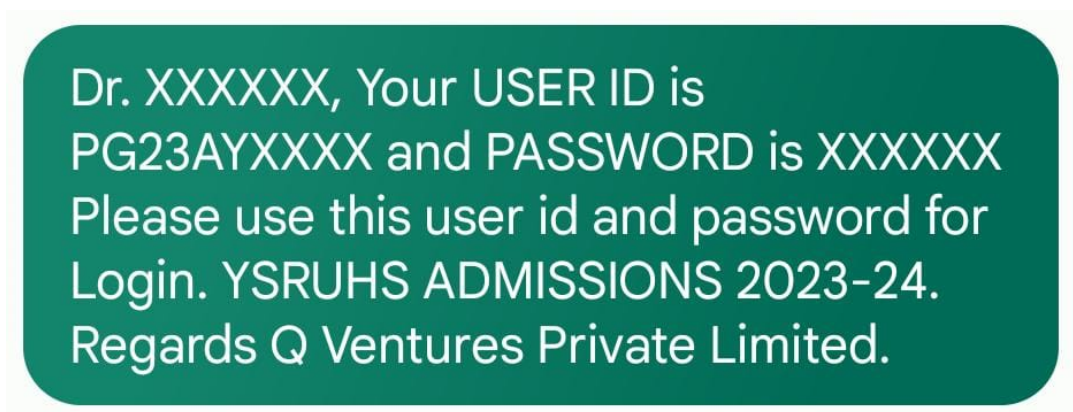 Dr. XXXXXX, Your USER ID is
PG23AYXXXX and PASSWORD is XXXXXX
Please use this user id and password for
Login. YSRUHS ADMISSIONS 2023-24.
Regards Q Ventures Private Limited.